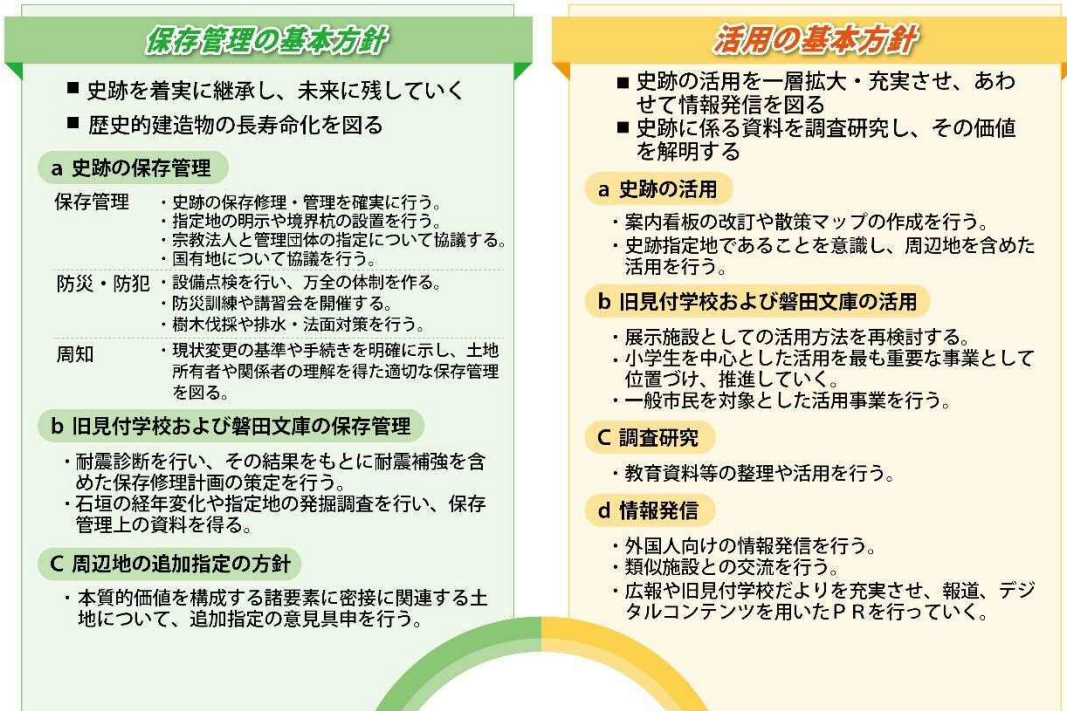 保存管理の基本方針
■ 史跡を着実に継承し、未来に残していく
■ 歴史的建造物の長寿命化を図る
a 史跡の保存管理
保存管理 ・史跡の保存修理・管理を確実に行う。
・指定地の明示や境界杭の設置を行う。
・宗教法人と管理団体の指定について協議する。
・国有地について協議を行う。
防災・防犯 ・設備点検を行い、万全の体制を作る。
・防災訓練や講習会を開催する。
・樹木伐採や排水・法面対策を行う。
周知 ・現状変更の基準や手続きを明確に示し、土地
所有者や関係者の理解を得た適切な保存管理
を図る。
b 旧見付学校および磐田文庫の保存管理
・耐震診断を行い、その結果をもとに耐震補強を含
めた保存修理計画の策定を行う。
・石垣の経年変化や指定地の発掘調査を行い、保存
管理上の資料を得る。
C 周辺地の追加指定の方針
・本質的価値を構成する諸要素に密接に関連する土
地について、追加指定の意見具申を行う。
活用の基本方針
■ 史跡の活用を一層拡大・充実させ、あわ
せて情報発信を図る
■ 史跡に係る資料を調査研究し、その価値
を解明する
a 史跡の活用
・案内看板の改訂や散策マップの作成を行う。
・史跡指定地であることを意識し、周辺地を含めた
活用を行う。
b 旧見付学校および磐田文庫の活用
・展示施設としての活用方法を再検討する。
・小学生を中心とした活用を最も重要な事業として
位置づけ、推進していく。
・一般市民を対象とした活用事業を行う。
C 調査研究
・教育資料等の整理や活用を行う。
d 情報発信
・外国人向けの情報発信を行う。
・類似施設との交流を行う。
・広報や旧見付学校だよりを充実させ、報道、デジ
タルコンテンツを用いたPRを行っていく。